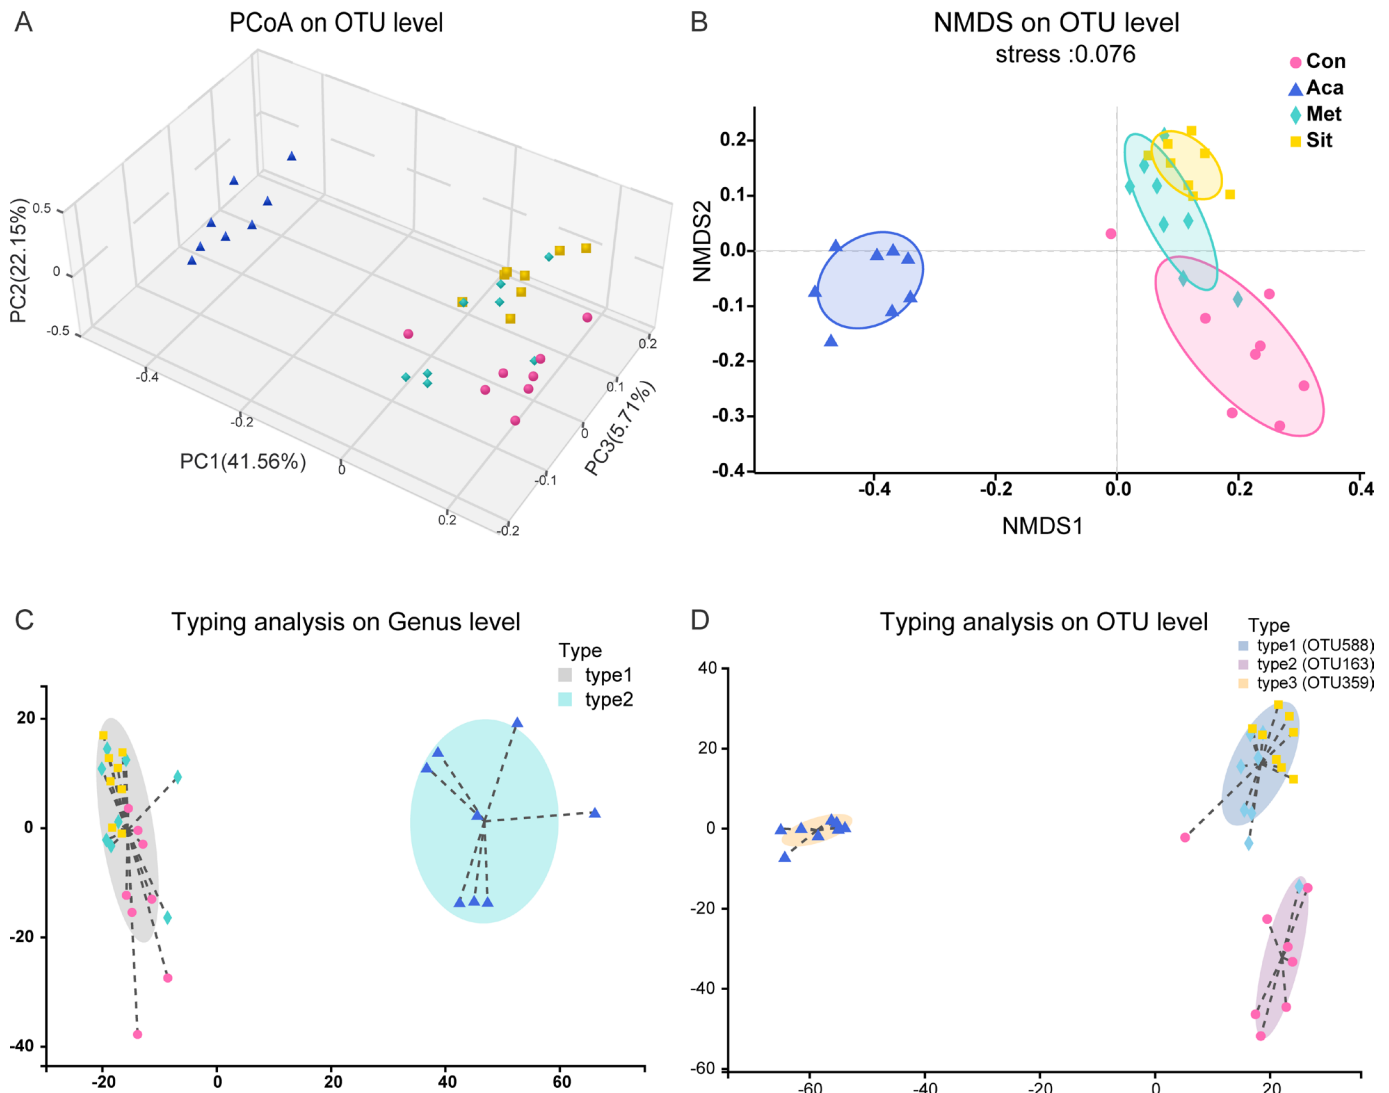 A
PCoA on OTU level
0.5
0
-0.5
PC2(22.15%)
-0.4
-0.2
0
0.2
PC1(41.56%)
-0.2
-0.1
0
0.1
0.2
PC3(5.71%)
B
NMDS on OTU level
stress :0.076
Con
Aca
Met
Sit
0.2
0.1
0.0
-0.1
-0.2
-0.3
-0.4
NMDS2
-0.4
-0.2
0.0
0.2
0.4
NMDS1
C
Typing analysis on Genus level
Type
type1
type2
20
0
-20
-40
-20
0
20
40
60
D
Typing analysis on OTU level
Type
type1 (OTU588)
type2 (OTU163)
type3 (OTU359)
40
20
0
-20
-40
-60
-60
-40
-20
0
20